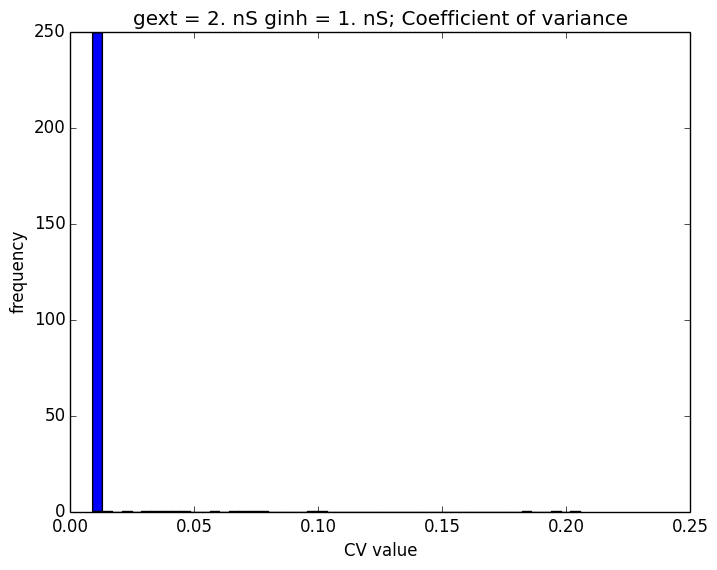 gext = 2. nS ginh = 1. nS; Coefficient of variance
250
200
150
100
50
0
0.00 0.05 0.10 0.15 0.20 0.25
frequency
CV value